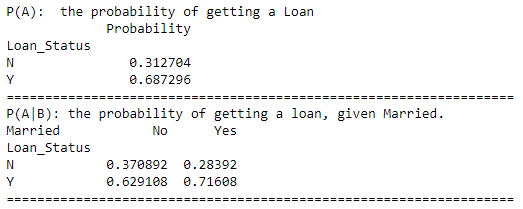 P(A):  the probability of getting a Loan
             Probability
Loan_Status
N               0.312704
Y               0.687296
==================================================================
P(A|B): the probability of getting a loan, given Married.
Married            No      Yes
Loan_Status
N            0.370892  0.28392
Y            0.629108  0.71608
==================================================================